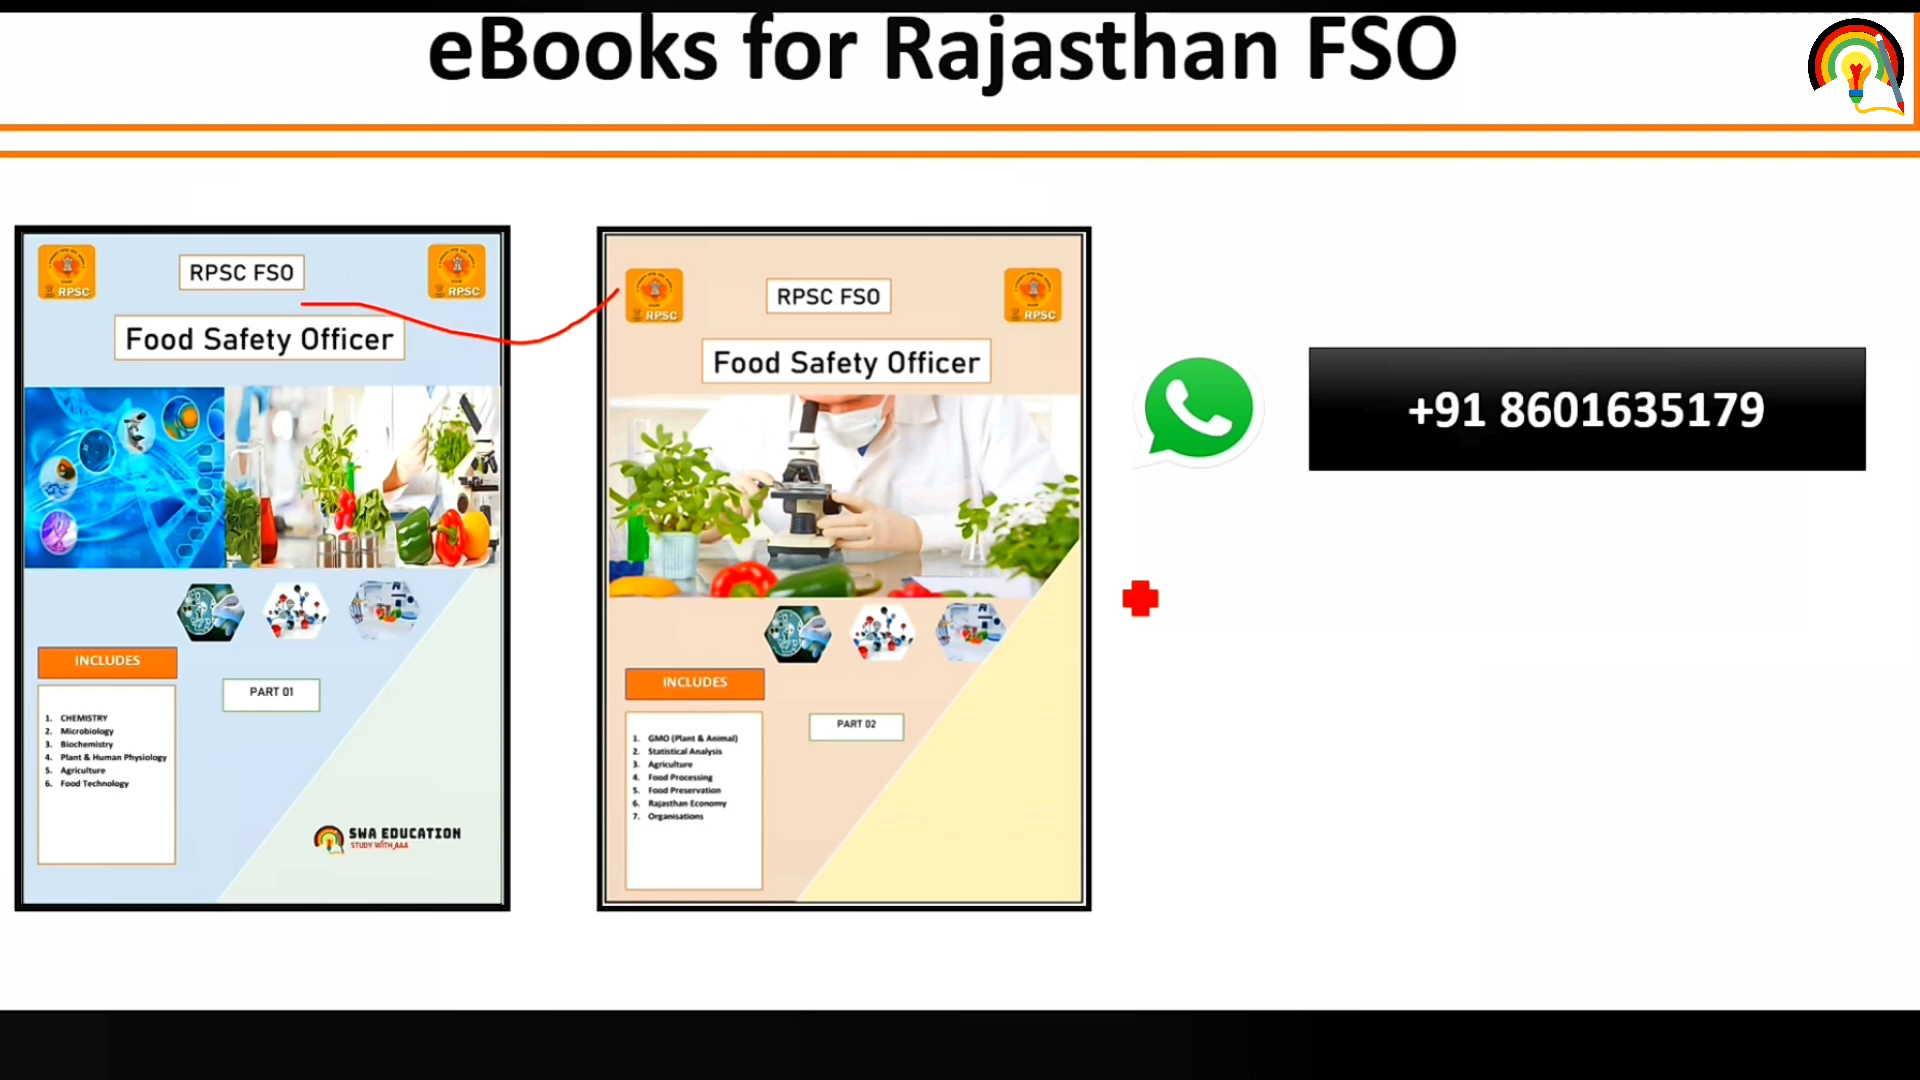 eBooks for Rajasthan FSO
RPSC
RPSC FSO
RPSC
Food Safety Officer
INCLUDES
PART 01
1. CHEMISTRY
2. Microbiology
3. Biochemistry
4. Plant & Human Physiology
5. Agriculture
6. Food Technology
SWA EDUCATION
STUDY WITH AAA
RPSC
RPSC FSO
RPSC
Food Safety Officer
INCLUDES
PART 02
1. GMO (Plant & Animal)
2. Statistical Analysis
3. Agriculture
4. Food Processing
5. Food Preservation
6. Rajasthan Economy
7. Organisations
+91 8601635179